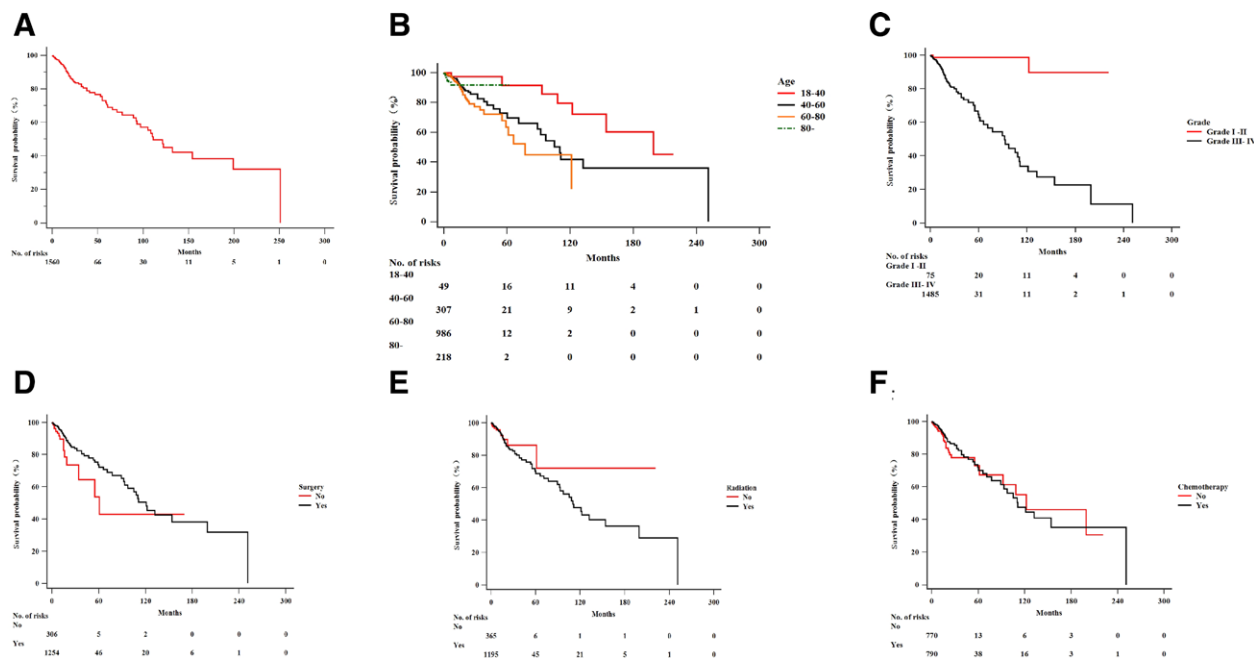 A
Survival probability (%)
100
80
60
40
20
0
0 50 100 150 200 250 300
Months
No. of risks
1560 66 30 11 5 1 0
B
Survival probability (%)
100
80
60
40
20
0
0 60 120 180 240 300
Months
Age
18-40
40-60
60-80
80-
No. of risks
18-40
49 16 11 4 0 0
40-60
307 21 9 2 1 0
60-80
986 12 2 0 0 0
80-
218 2 0 0 0 0
C
Survival probability (%)
100
80
60
40
20
0
0 60 120 180 240 300
Months
Grade
Grade I -II
Grade III- IV
No. of risks
Grade I -II
75 20 11 4 0 0
Grade III- IV
1485 31 11 2 1 0
D
Survival probability (%)
100
80
60
40
20
0
0 60 120 180 240 300
Months
Surgery
No
Yes
No. of risks
No
306 5 2 0 0 0
Yes
1254 46 20 6 1 0
E
Survival probability (%)
100
80
60
40
20
0
0 60 120 180 240 300
Months
Radiation
No
Yes
No. of risks
No
365 6 1 1 0 0
Yes
1195 45 21 5 1 0
F
Survival probability (%)
100
80
60
40
20
0
0 60 120 180 240 300
Months
Chemotherapy
No
Yes
No. of risks
No
770 13 6 3 0 0
Yes
790 38 16 3 1 0